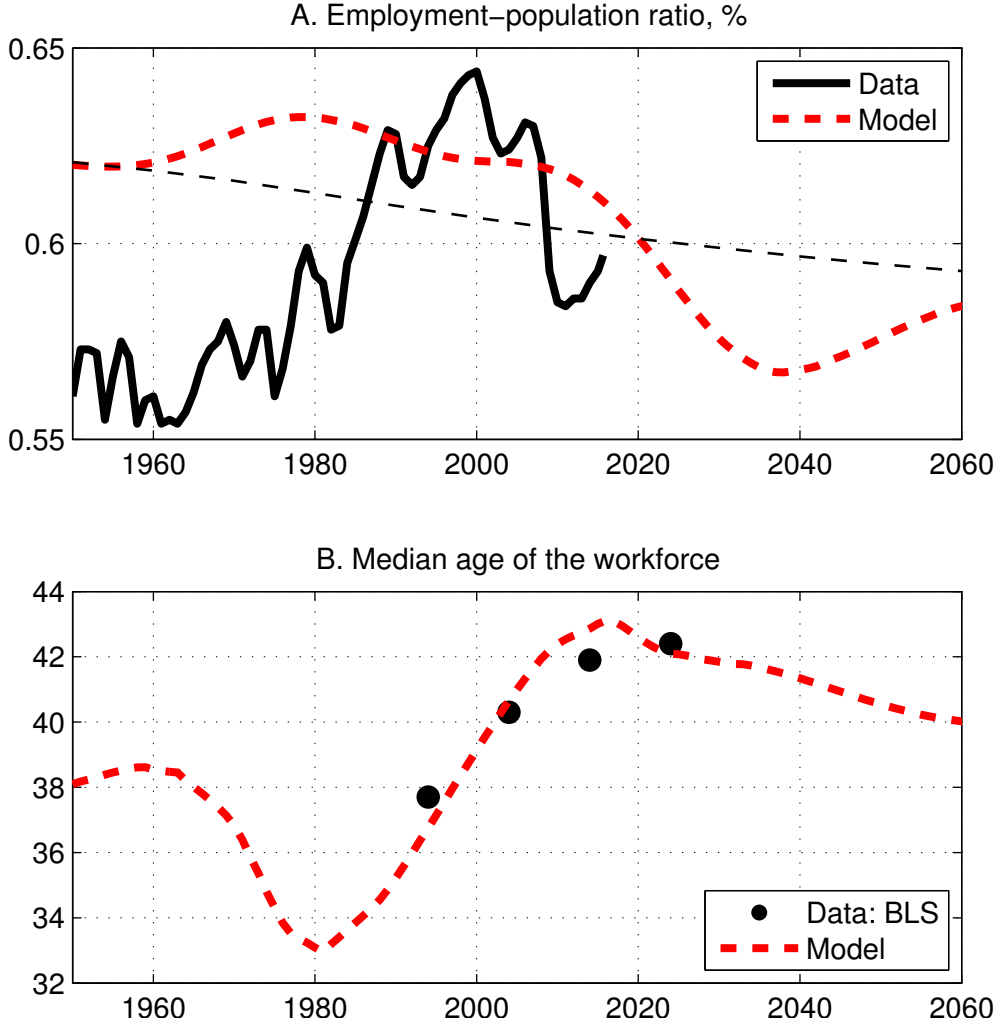 A. Employment–population ratio, %
0.65
Data
Model
0.6
0.55
1960 1980 2000 2020 2040 2060
B. Median age of the workforce
44
42
40
38
36
34
Data: BLS
Model
32
1960 1980 2000 2020 2040 2060